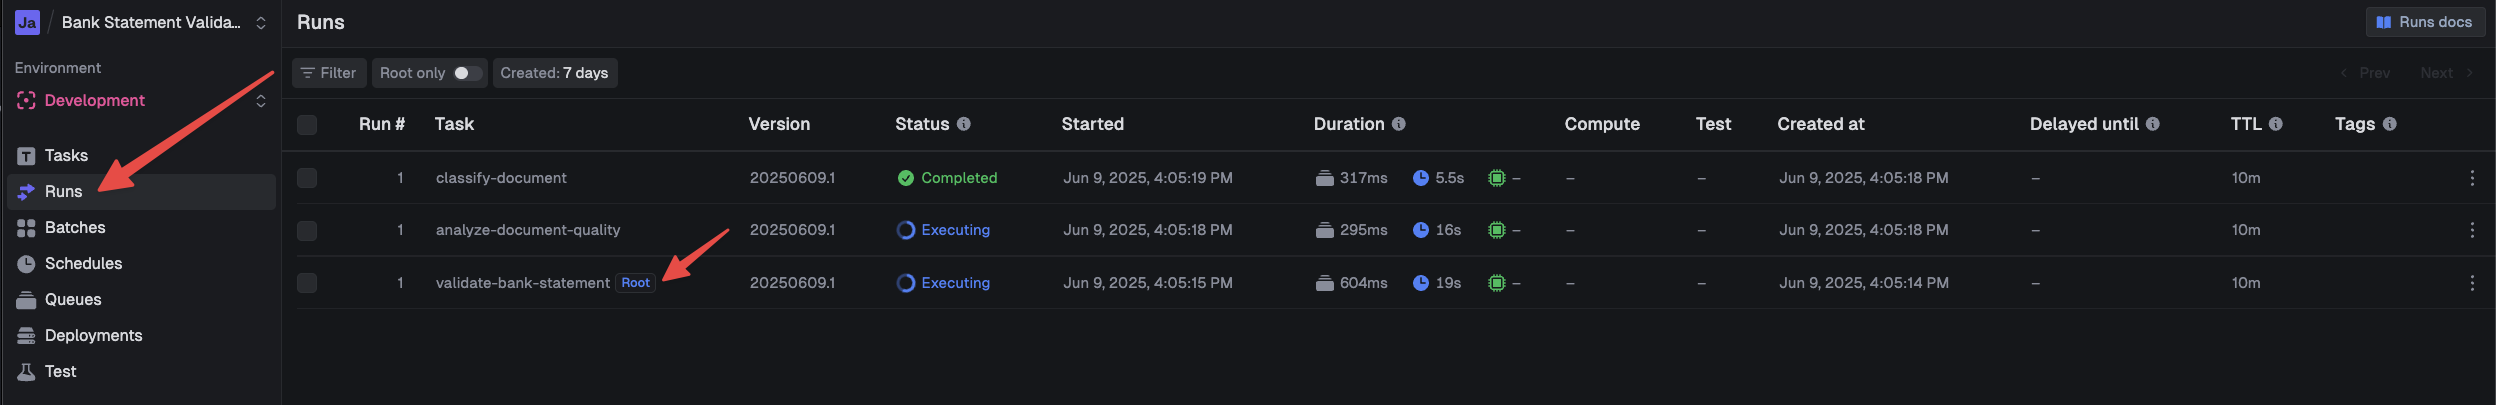 Ja / Bank Statement Valida...
Environment
Development
Tasks
Runs
Batches
Schedules
Queues
Deployments
Test
Runs
Runs docs
Filter
Root only
Created: 7 days
Prev
Next
Run # Task Version Status Started Duration Compute Test Created at Delayed until TTL Tags
1 classify-document 20250609.1 Completed Jun 9, 2025, 4:05:19 PM 317ms 5.5s – – – Jun 9, 2025, 4:05:18 PM – 10m
1 analyze-document-quality 20250609.1 Executing Jun 9, 2025, 4:05:18 PM 295ms 16s – – – Jun 9, 2025, 4:05:18 PM – 10m
1 validate-bank-statement Root 20250609.1 Executing Jun 9, 2025, 4:05:15 PM 604ms 19s – – – Jun 9, 2025, 4:05:14 PM – 10m